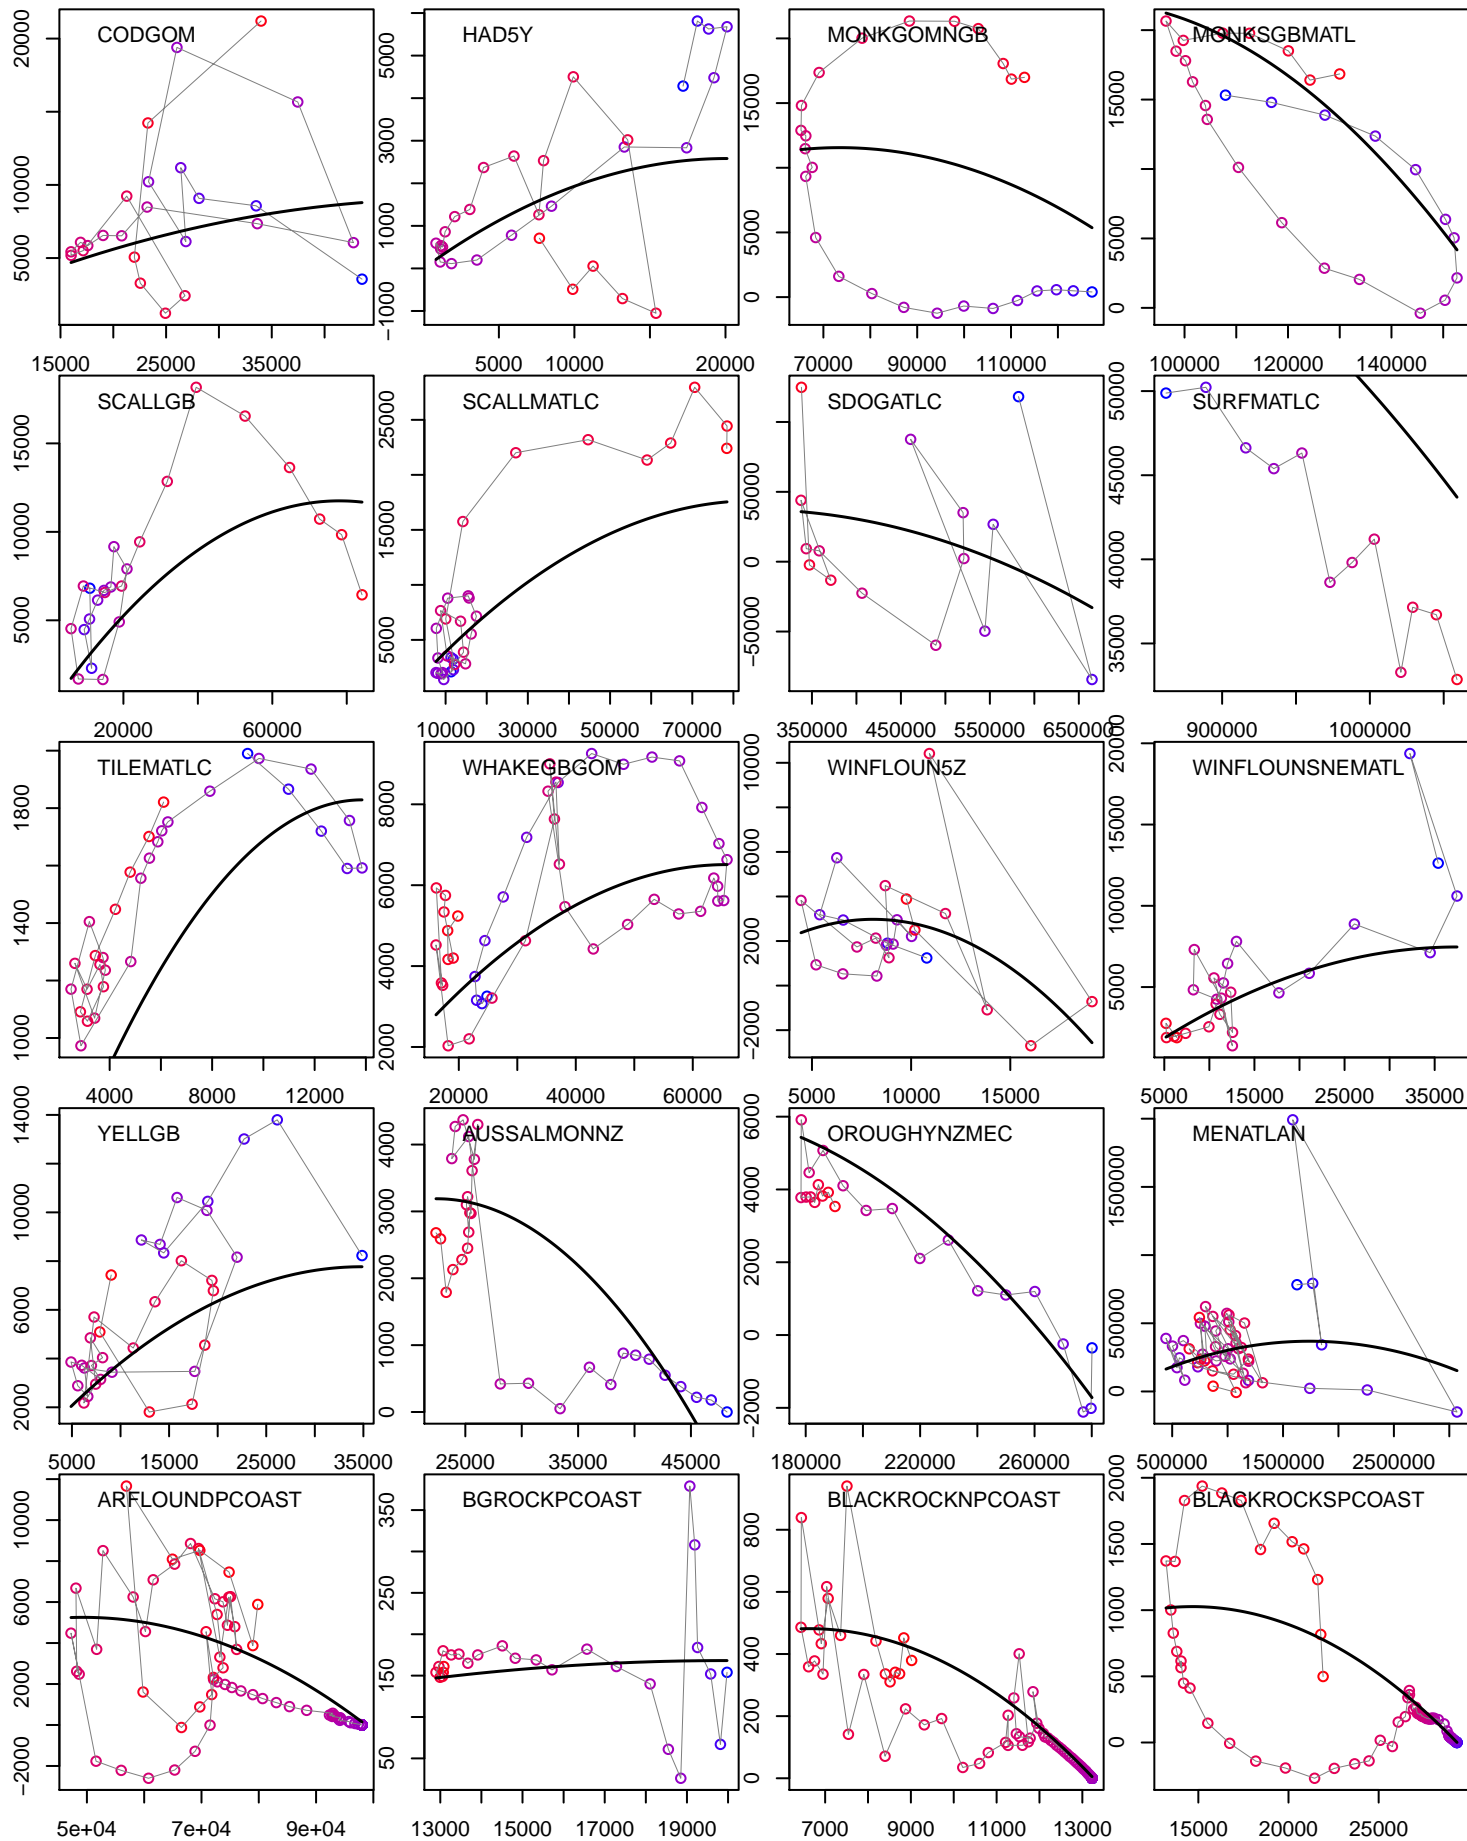 CODGOM HAD5Y MONKGOMNGB MONKSGBMATL
5000 10000 20000
−1000 1000 3000 5000
0 5000 15000
0 5000 15000
15000 25000 35000
5000 10000 20000
70000 90000 110000
100000 120000 140000
SCALLGB SCALLMATLC SDOGATLC SURFMATLC
5000 10000 15000
5000 15000 25000
−50000 0 50000
35000 40000 45000 50000
20000 60000
10000 30000 50000 70000
350000 450000 550000 650000
900000 1000000
TILEMATLC WHAKEGBGOM WINFLOUN5Z WINFLOUNSNEMATL
1000 1400 1800
2000 4000 6000 8000
−2000 2000 6000 10000
5000 10000 15000 20000
4000 8000 12000
20000 40000 60000
5000 10000 15000
5000 15000 25000 35000
YELLGB AUSSALMONNZ OROUGHYNZMEC MENATLAN
2000 6000 10000 14000
0 1000 2000 3000 4000
−2000 0 2000 4000 6000
0 500000 1500000
5000 15000 25000 35000
25000 35000 45000
1800000 2200000 2600000
5000000 15000000 25000000
ARFLOUNDPCOAST BGROCKPCOAST BLACKROCKNPCOAST BLACKROCKSPCOAST
−2000 2000 6000 10000
50 150 250 350
0 200 400 600 800
0 500 1000 1500 2000
5e+04 7e+04 9e+04
13000 15000 17000 19000
7000 9000 11000 13000
15000 20000 25000